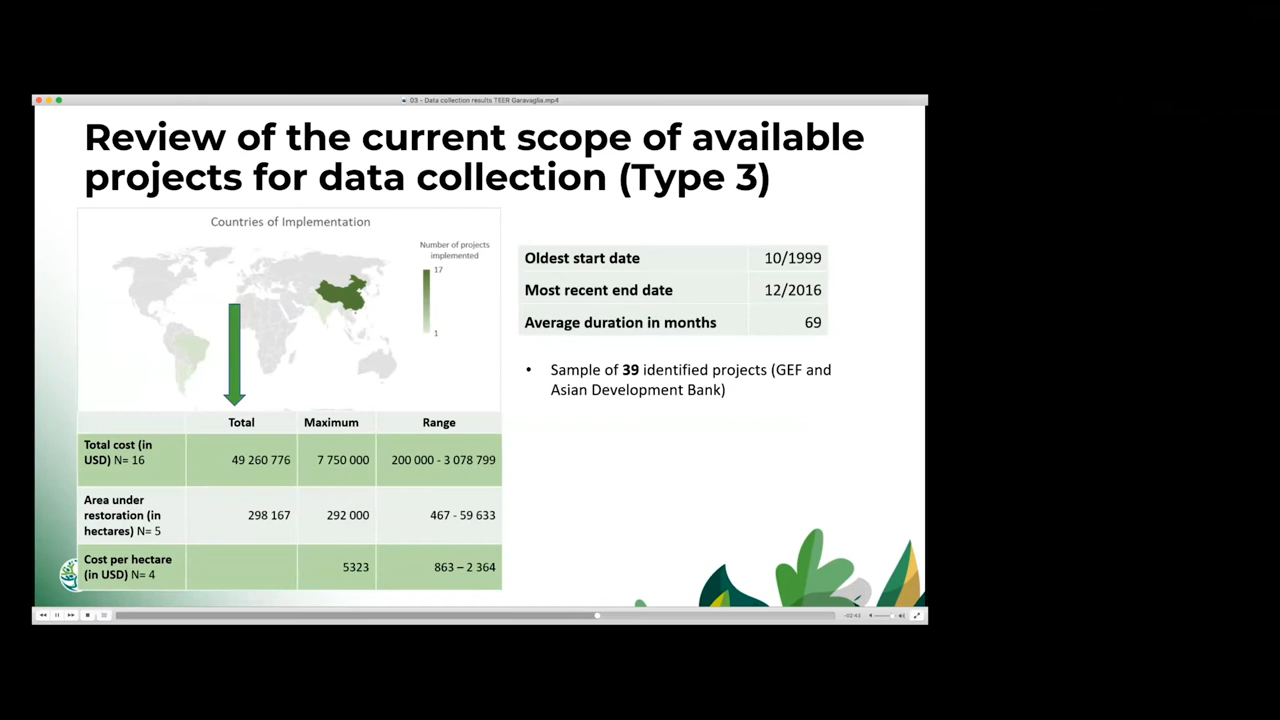 03 - Data collection results TEER Garavaglia.mp4
Review of the current scope of available
projects for data collection (Type 3)
Countries of Implementation
Number of projects
implemented
17
1
Oldest start date 10/1999
Most recent end date 12/2016
Average duration in months 69
• Sample of 39 identified projects (GEF and
Asian Development Bank)
Total Maximum Range
Total cost (in
USD) N= 16 49 260 776 7 750 000 200 000 - 3 078 799
Area under
restoration (in
hectares) N= 5 298 167 292 000 467 - 59 633
Cost per hectare
(in USD) N= 4 5323 863 – 2 364
-02:43